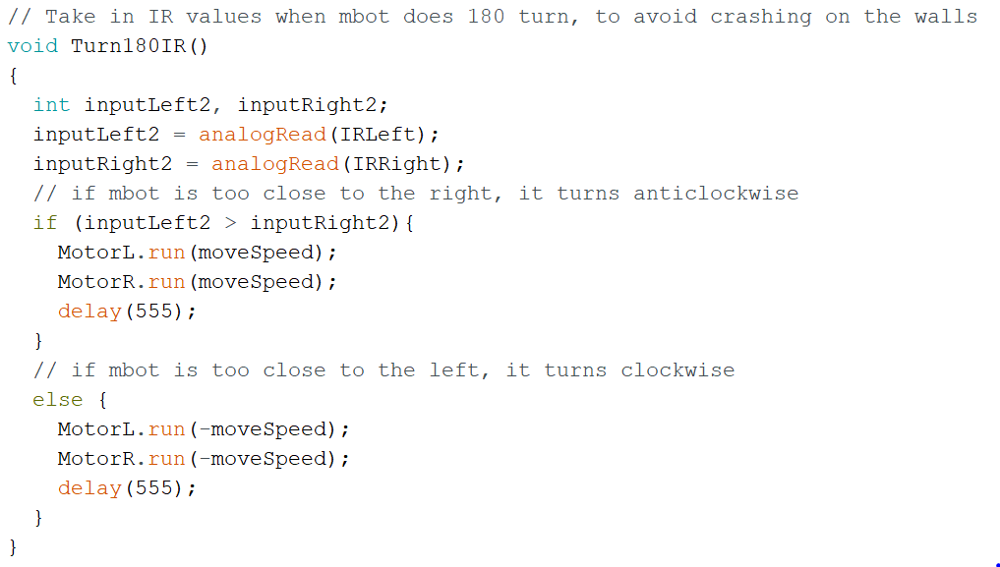 // Take in IR values when mbot does 180 turn, to avoid crashing on the walls
void Turn180IR()
{
  int inputLeft2, inputRight2;
  inputLeft2 = analogRead(IRLeft);
  inputRight2 = analogRead(IRRight);
  // if mbot is too close to the right, it turns anticlockwise
  if (inputLeft2 > inputRight2){
    MotorL.run(moveSpeed);
    MotorR.run(moveSpeed);
    delay(555);
  }
  // if mbot is too close to the left, it turns clockwise
  else {
    MotorL.run(-moveSpeed);
    MotorR.run(-moveSpeed);
    delay(555);
  }
}